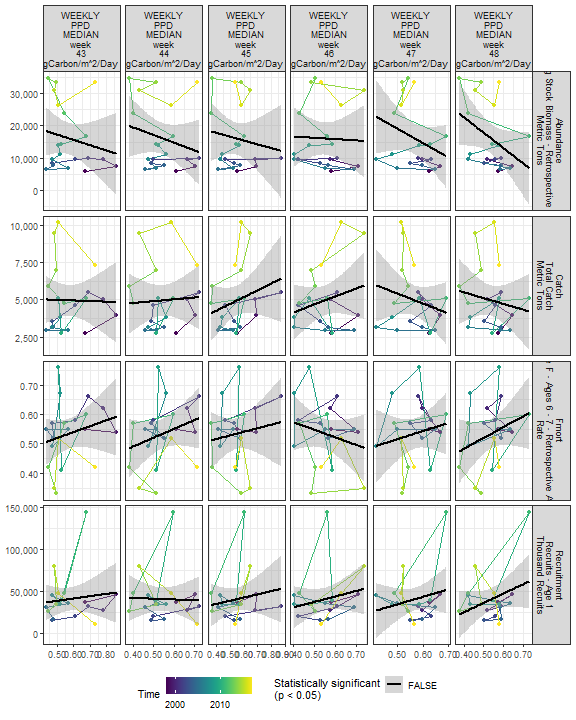 WEEKLY WEEKLY WEEKLY WEEKLY WEEKLY WEEKLY
PPD PPD PPD PPD PPD PPD
MEDIAN MEDIAN MEDIAN MEDIAN MEDIAN MEDIAN
week week week week week week
43 44 45 46 47 48
gCarbon/m^2/Day gCarbon/m^2/Day gCarbon/m^2/Day gCarbon/m^2/Day gCarbon/m^2/Day gCarbon/m^2/Day
30,000
20,000
10,000
0
Abundance
Stock Biomass - Retrospective
Metric Tons
10,000
7,500
5,000
2,500
Catch
Total Catch
Metric Tons
0.70
0.60
0.50
0.40
Fmort
F - Ages 6 - 7 - Retrospective
Rate
150,000
100,000
50,000
0
Recruitment
Recruits - Age 1
Thousand Recruits
0.50 0.60 0.70 0.80 0.40 0.50 0.60 0.70 0.40 0.50 0.60 0.70 0.40 0.50 0.60 0.70 0.50 0.60 0.70 0.40 0.50 0.60 0.70
Time
2000 2010
Statistically significant
(p < 0.05)
FALSE